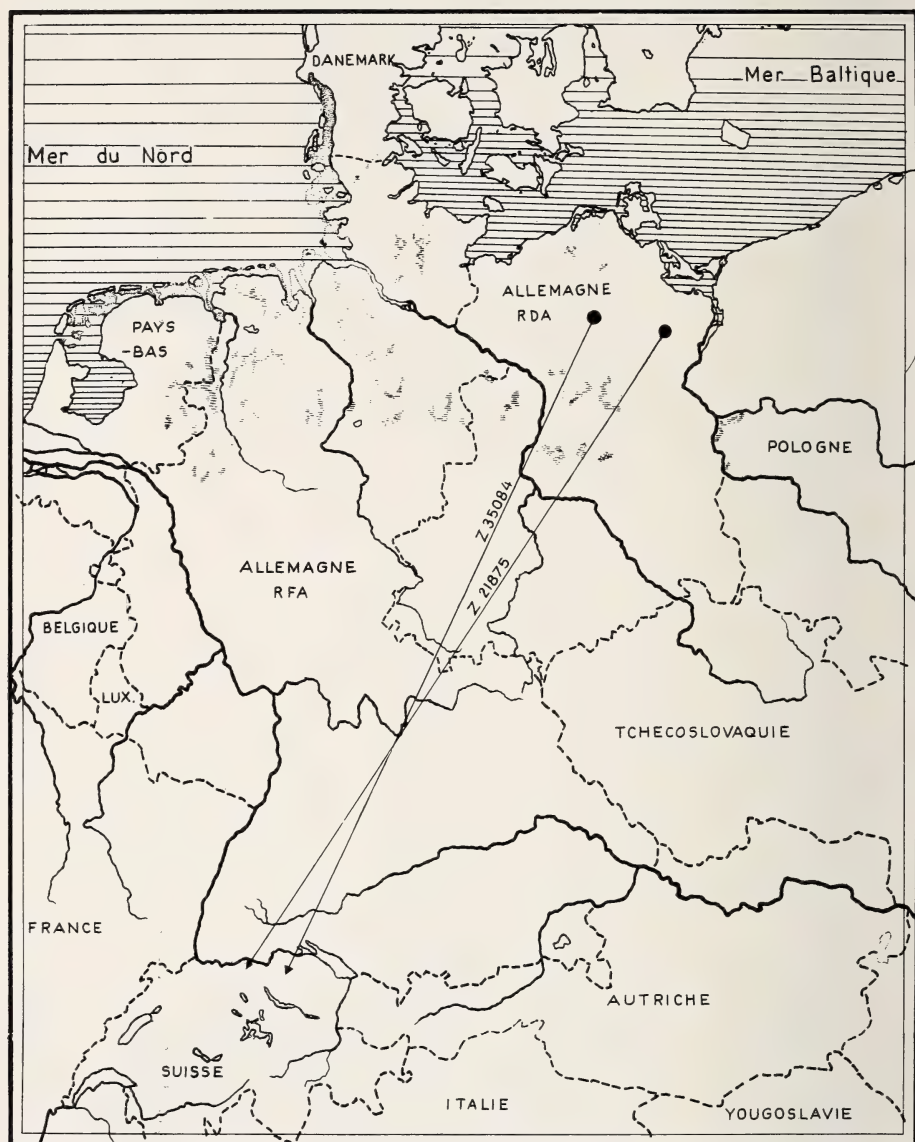 DANEMARK
Mer Baltique
Mer du Nord
ALLEMAGNE
RDA
PAYS
-BAS
POLOGNE
Z 35084
Z 21875
ALLEMAGNE
RFA
BELGIQUE
LUX.
TCHECOSLOVAQUIE
FRANCE
AUTRICHE
SUISSE
ITALIE
YOUGOSLAVIE